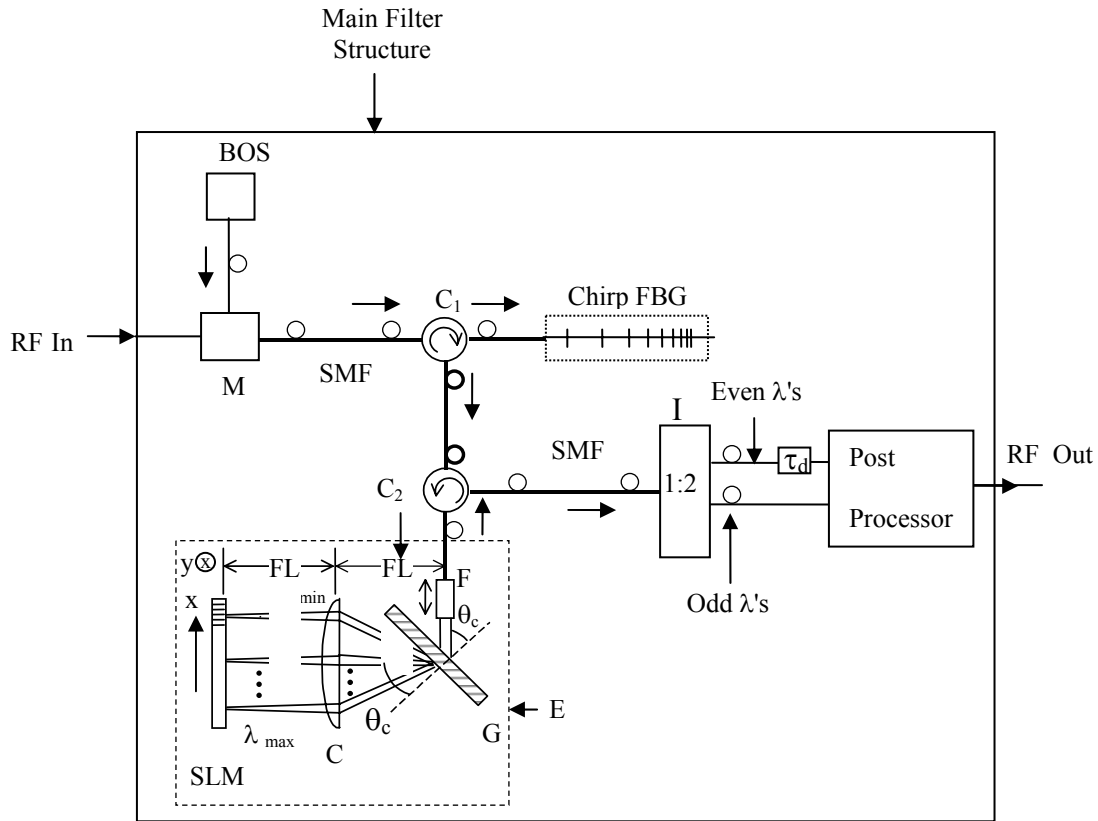 Main Filter
Structure
BOS
C₁
Chirp FBG
RF In
SMF
M
Even λ's
I
SMF
τd
Post
RF Out
C₂
1:2
Processor
y
x
FL
FL
F
min
x
θc
Odd λ's
θc
E
λ max
C
G
SLM